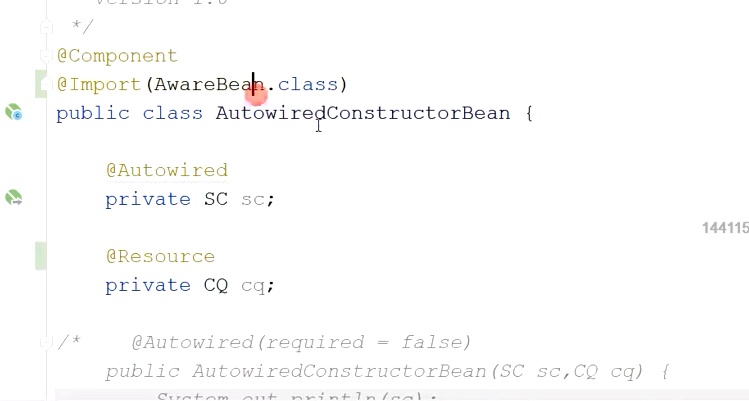 version 1.0
*/
@Component
@Import(AwareBean.class)
public class AutowiredConstructorBean {
@Autowired
private SC sc;
144115
@Resource
private CQ cq;
/* @Autowired(required = false)
public AutowiredConstructorBean(SC sc,CQ cq) {
System.out.println(sc);